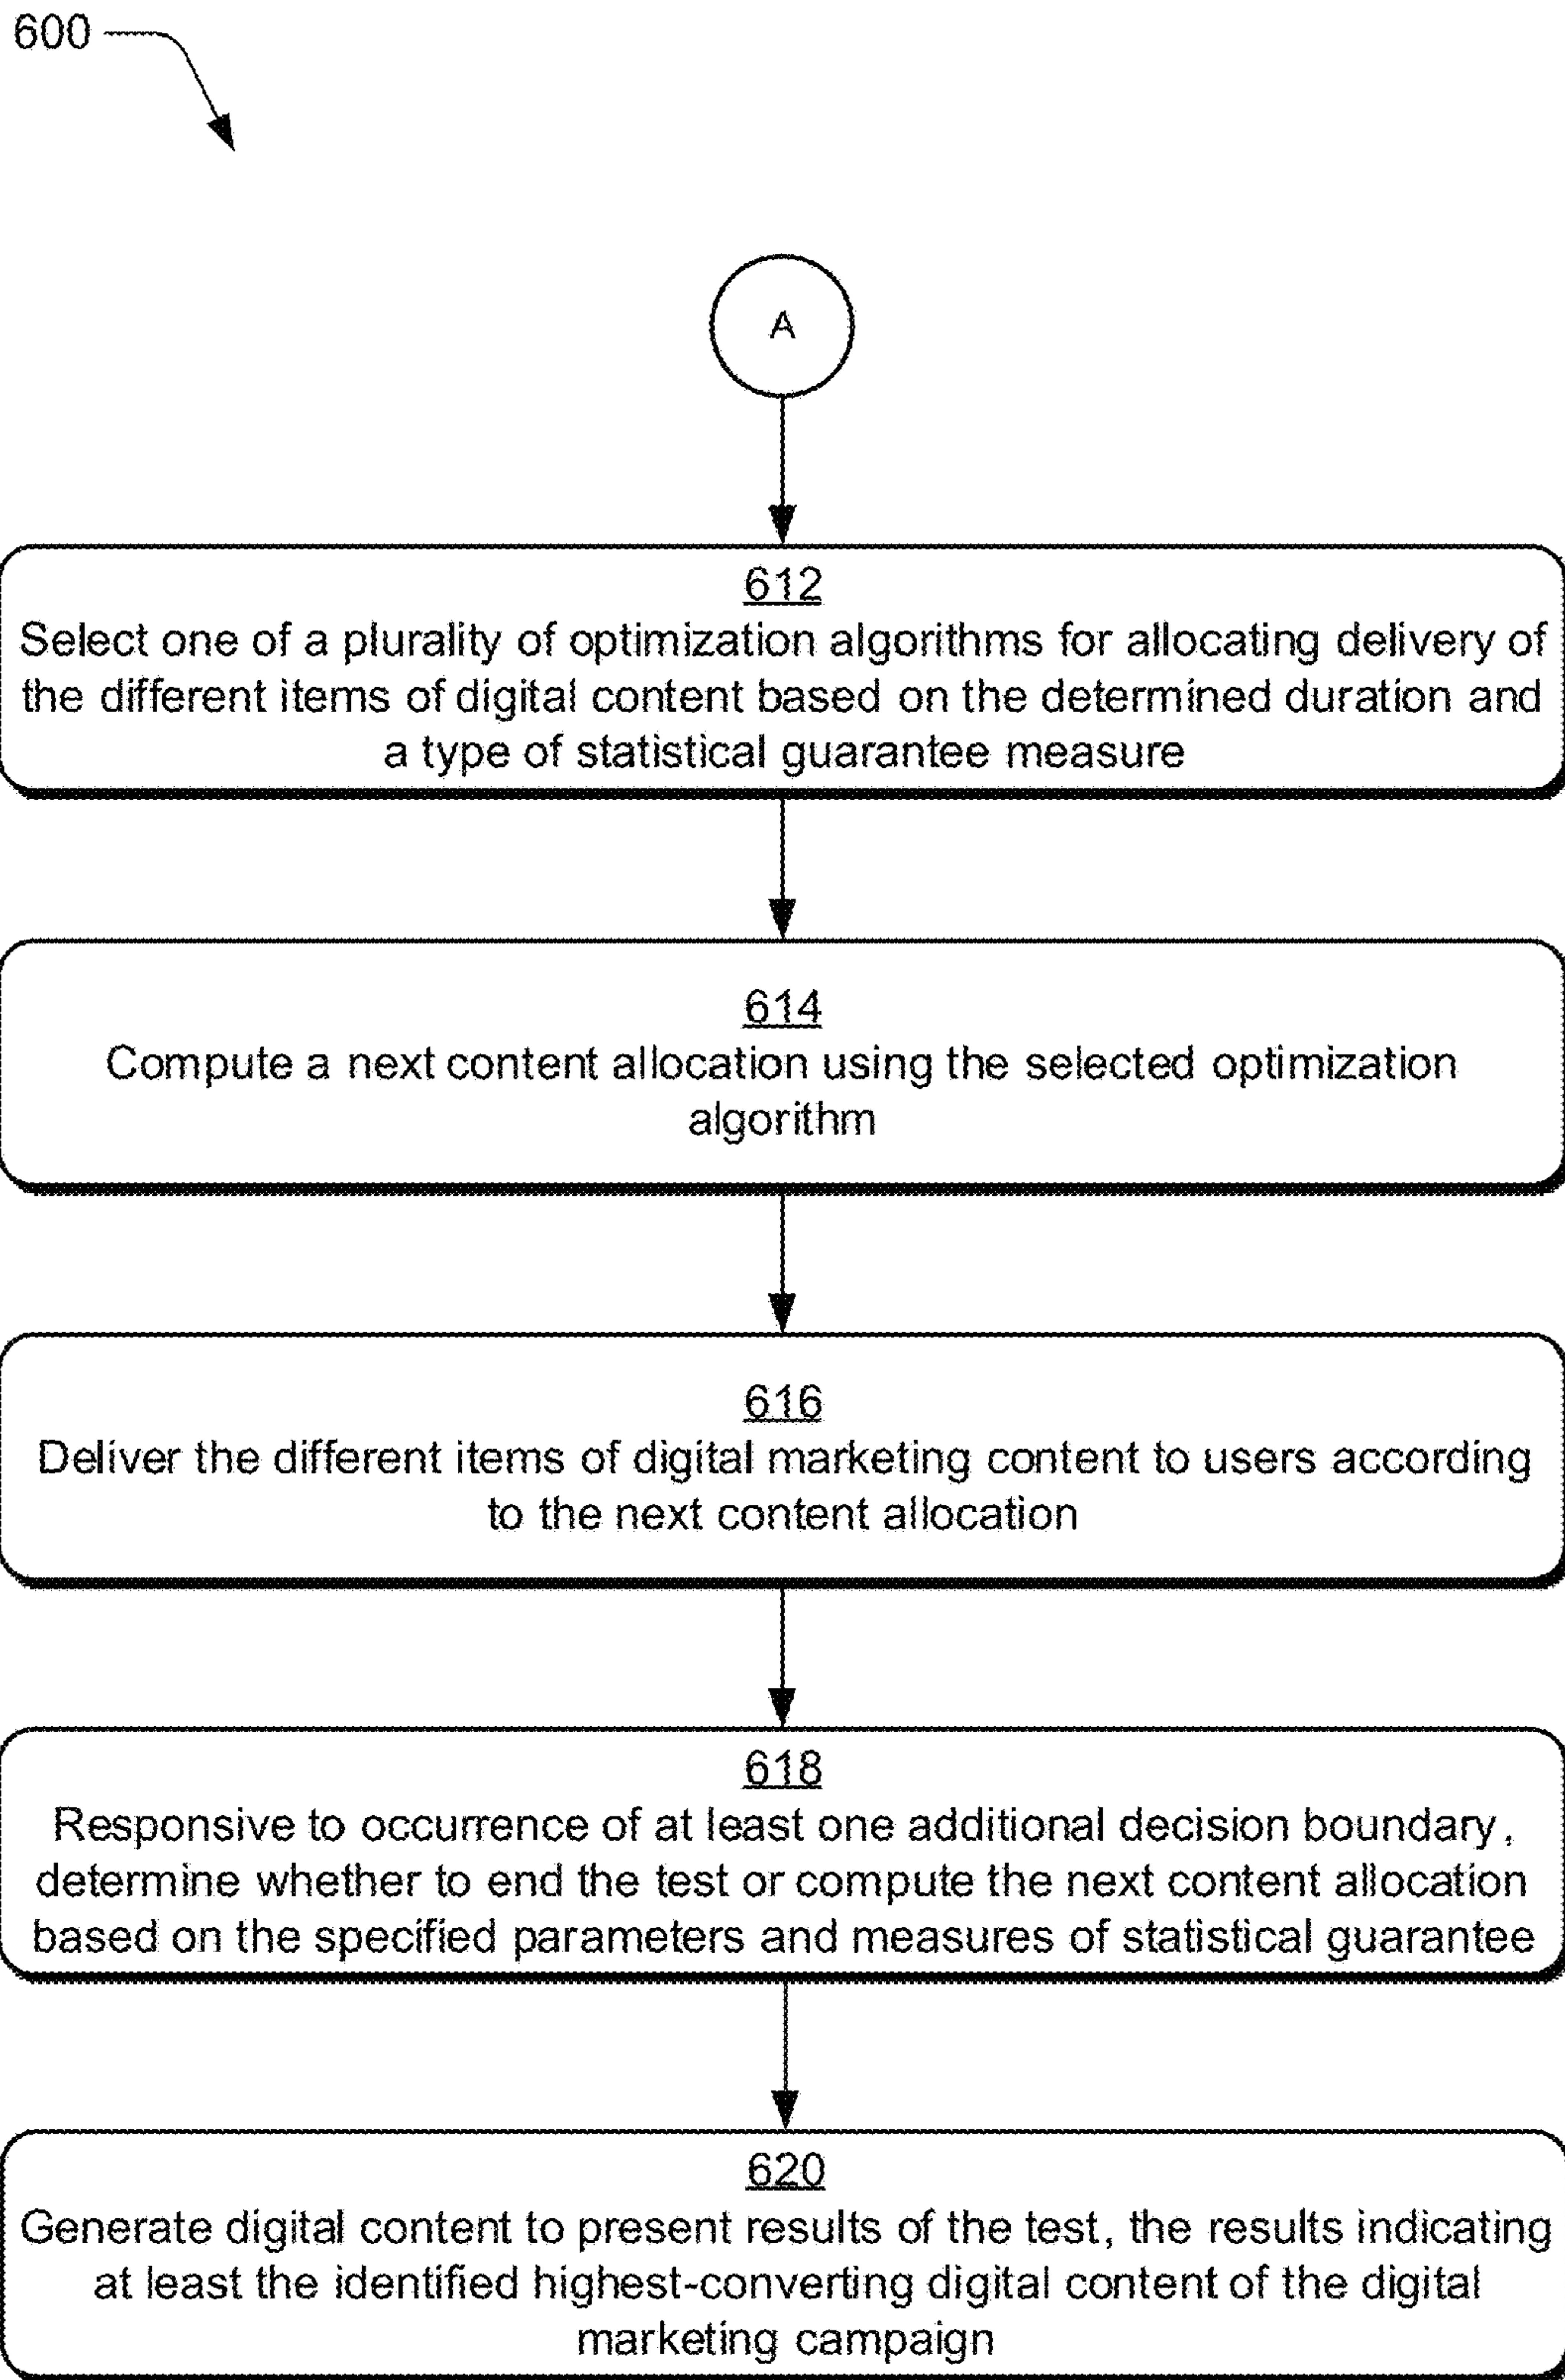 600
A
612
Select one of a plurality of optimization algorithms for allocating delivery of
the different items of digital content based on the determined duration and
a type of statistical guarantee measure
614
Compute a next content allocation using the selected optimization
algorithm
616
Deliver the different items of digital marketing content to users according
to the next content allocation
618
Responsive to occurrence of at least one additional decision boundary,
determine whether to end the test or compute the next content allocation
based on the specified parameters and measures of statistical guarantee
620
Generate digital content to present results of the test, the results indicating
at least the identified highest-converting digital content of the digital
marketing campaign